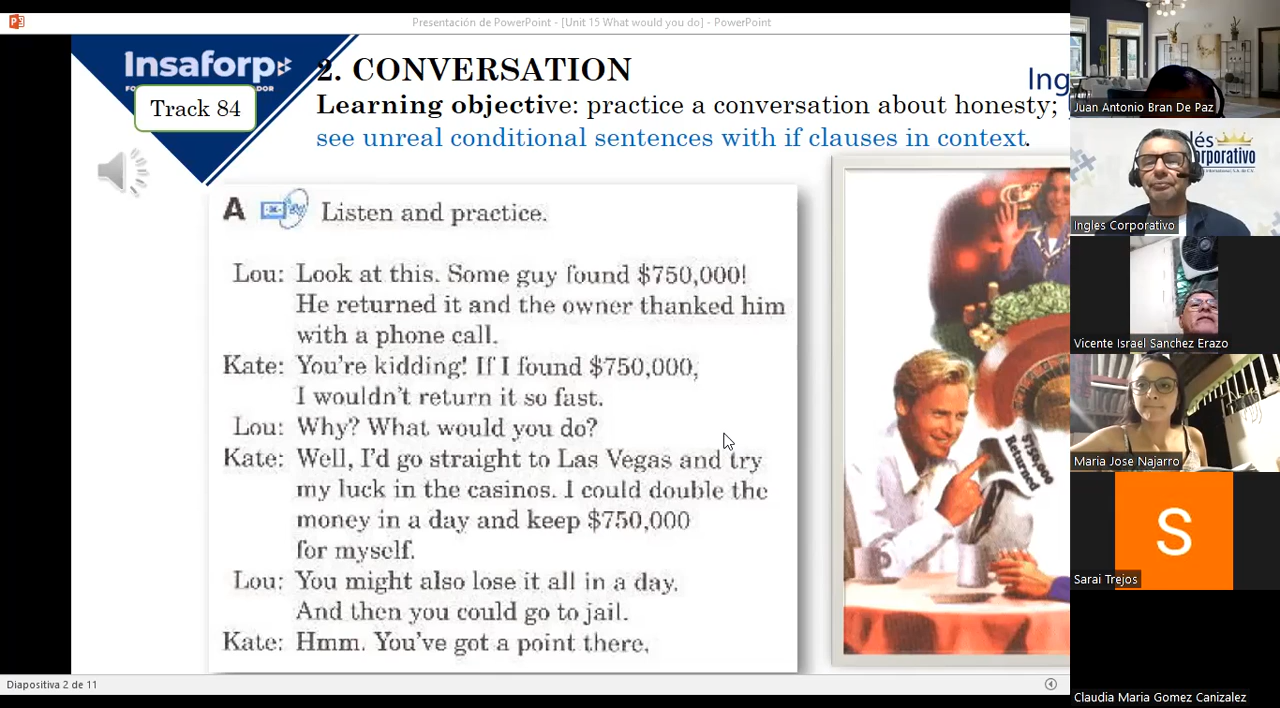 Presentación de PowerPoint - [Unit 15 What would you do] - PowerPoint
Insaforp
Track 84
2. CONVERSATION
Learning objective: practice a conversation about honesty;
see unreal conditional sentences with if clauses in context.
Ing
A Listen and practice.
Lou: Look at this. Some guy found $750,000!
He returned it and the owner thanked him
with a phone call.
Kate: You're kidding! If I found $750,000,
I wouldn't return it so fast.
Lou: Why? What would you do?
Kate: Well, I'd go straight to Las Vegas and try
my luck in the casinos. I could double the
money in a day and keep $750,000
for myself.
Lou: You might also lose it all in a day.
And then you could go to jail.
Kate: Hmm. You've got a point there.
$750,000
Returned
Diapositiva 2 de 11
Juan Antonio Bran De Paz
lés
orporativo
Ingles Corporativo
Vicente Israel Sanchez Erazo
Maria Jose Najarro
S
Sarai Trejos
Claudia Maria Gomez Canizalez